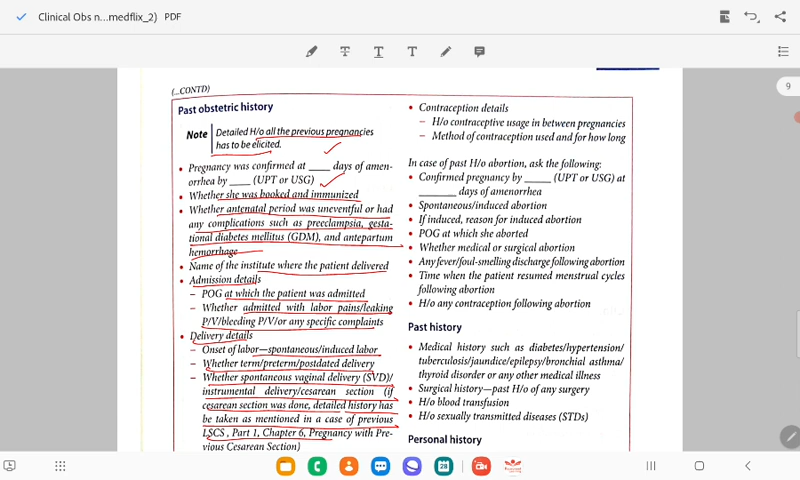 Clinical Obs n...medflix_2) PDF
9
(...CONTD)
Past obstetric history
Note Detailed H/o all the previous pregnancies
has to be elicited.
• Pregnancy was confirmed at ____ days of amen-
orrhea by ____ (UPT or USG)
• Whether she was booked and immunized
• Whether antenatal period was uneventful or had
any complications such as preeclampsia, gesta-
tional diabetes mellitus (GDM), and antepartum
hemorrhage
• Name of the institute where the patient delivered
• Admission details
– POG at which the patient was admitted
– Whether admitted with labor pains/leaking
P/V/bleeding P/V/or any specific complaints
• Delivery details
– Onset of labor—spontaneous/induced labor
– Whether term/preterm/postdated delivery
– Whether spontaneous vaginal delivery (SVD)/
instrumental delivery/cesarean section (if
cesarean section was done, detailed history has
be taken as mentioned in a case of previous
LSCS, Part 1, Chapter 6, Pregnancy with Pre-
vious Cesarean Section)
• Contraception details
– H/o contraceptive usage in between pregnancies
– Method of contraception used and for how long
In case of past H/o abortion, ask the following:
• Confirmed pregnancy by _____ (UPT or USG) at
_______ days of amenorrhea
• Spontaneous/induced abortion
• If induced, reason for induced abortion
• POG at which she aborted
• Whether medical or surgical abortion
• Any fever/foul-smelling discharge following abortion
• Time when the patient resumed menstrual cycles
following abortion
• H/o any contraception following abortion
Past history
• Medical history such as diabetes/hypertension/
tuberculosis/jaundice/epilepsy/bronchial asthma/
thyroid disorder or any other medical illness
• Surgical history—past H/o of any surgery
• H/o blood transfusion
• H/o sexually transmitted diseases (STDs)
Personal history
28